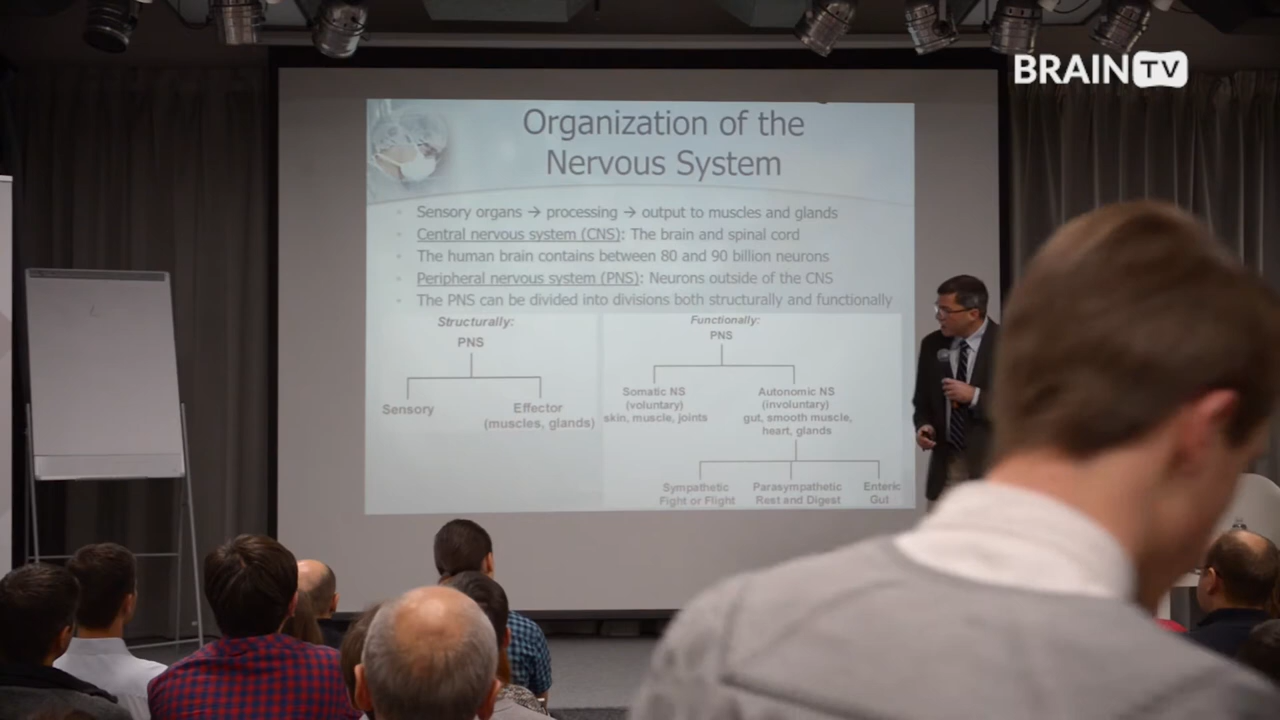 BRAIN TV
Organization of the
Nervous System
Sensory organs → processing → output to muscles and glands
Central nervous system (CNS): The brain and spinal cord
The human brain contains between 80 and 90 billion neurons
Peripheral nervous system (PNS): Neurons outside of the CNS
The PNS can be divided into divisions both structurally and functionally
Structurally:
PNS
Sensory
Effector
(muscles, glands)
Functionally:
PNS
Somatic NS
(voluntary)
skin, muscle, joints
Autonomic NS
(involuntary)
gut, smooth muscle,
heart, glands
Sympathetic
Fight or Flight
Parasympathetic
Rest and Digest
Enteric
Gut